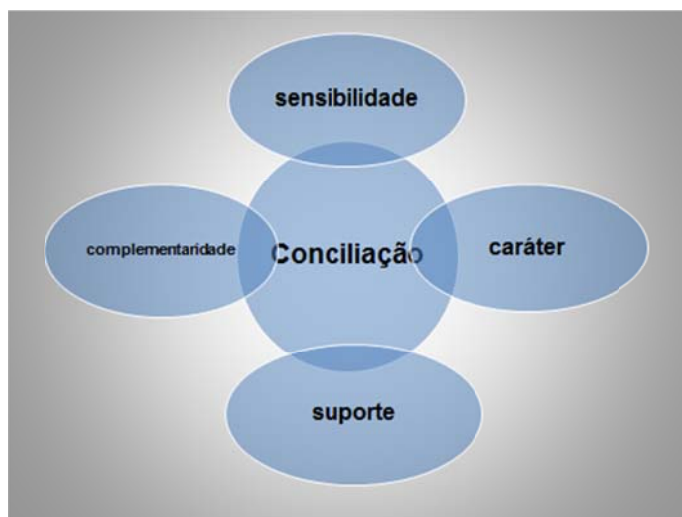 sensibilidade
complementaridade
Conciliação
caráter
suporte